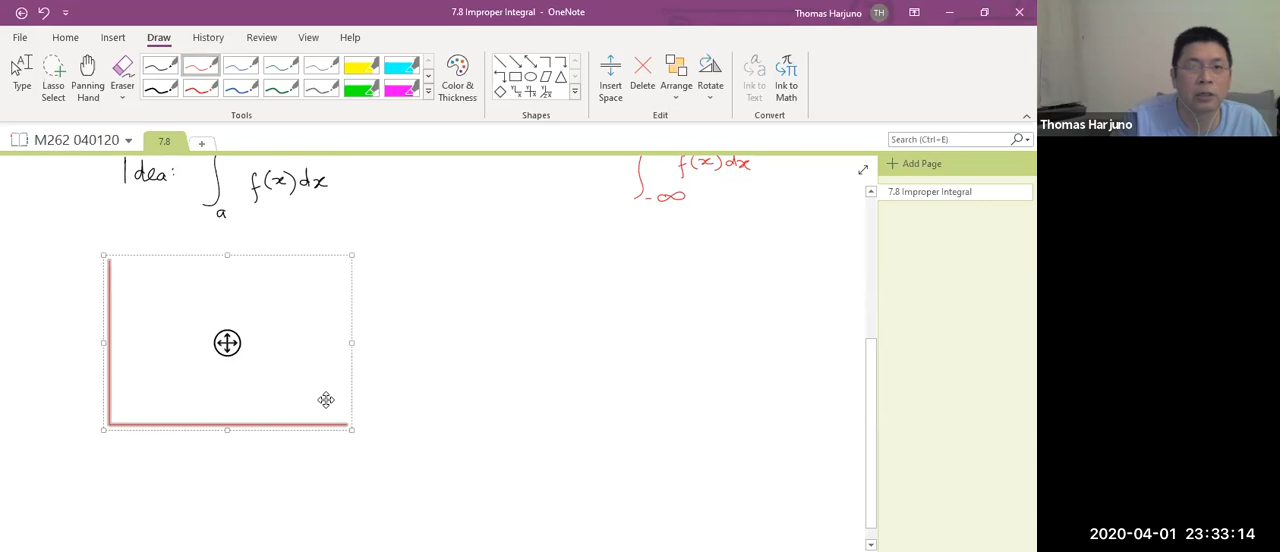 7.8 Improper Integral - OneNote
Thomas Harjuno TH
File Home Insert Draw History Review View Help
Type
Lasso Select
Panning Hand
Eraser
Color & Thickness
Insert Space
Delete
Arrange
Rotate
Ink to Text
Ink to Math
Tools Shapes Edit Convert
M262 040120 7.8 +
Search (Ctrl+E)
Add Page
7.8 Improper Integral
Idea: ∫ f(x)dx
a
∫ f(x)dx
-∞
Thomas Harjuno
2020-04-01 23:33:14